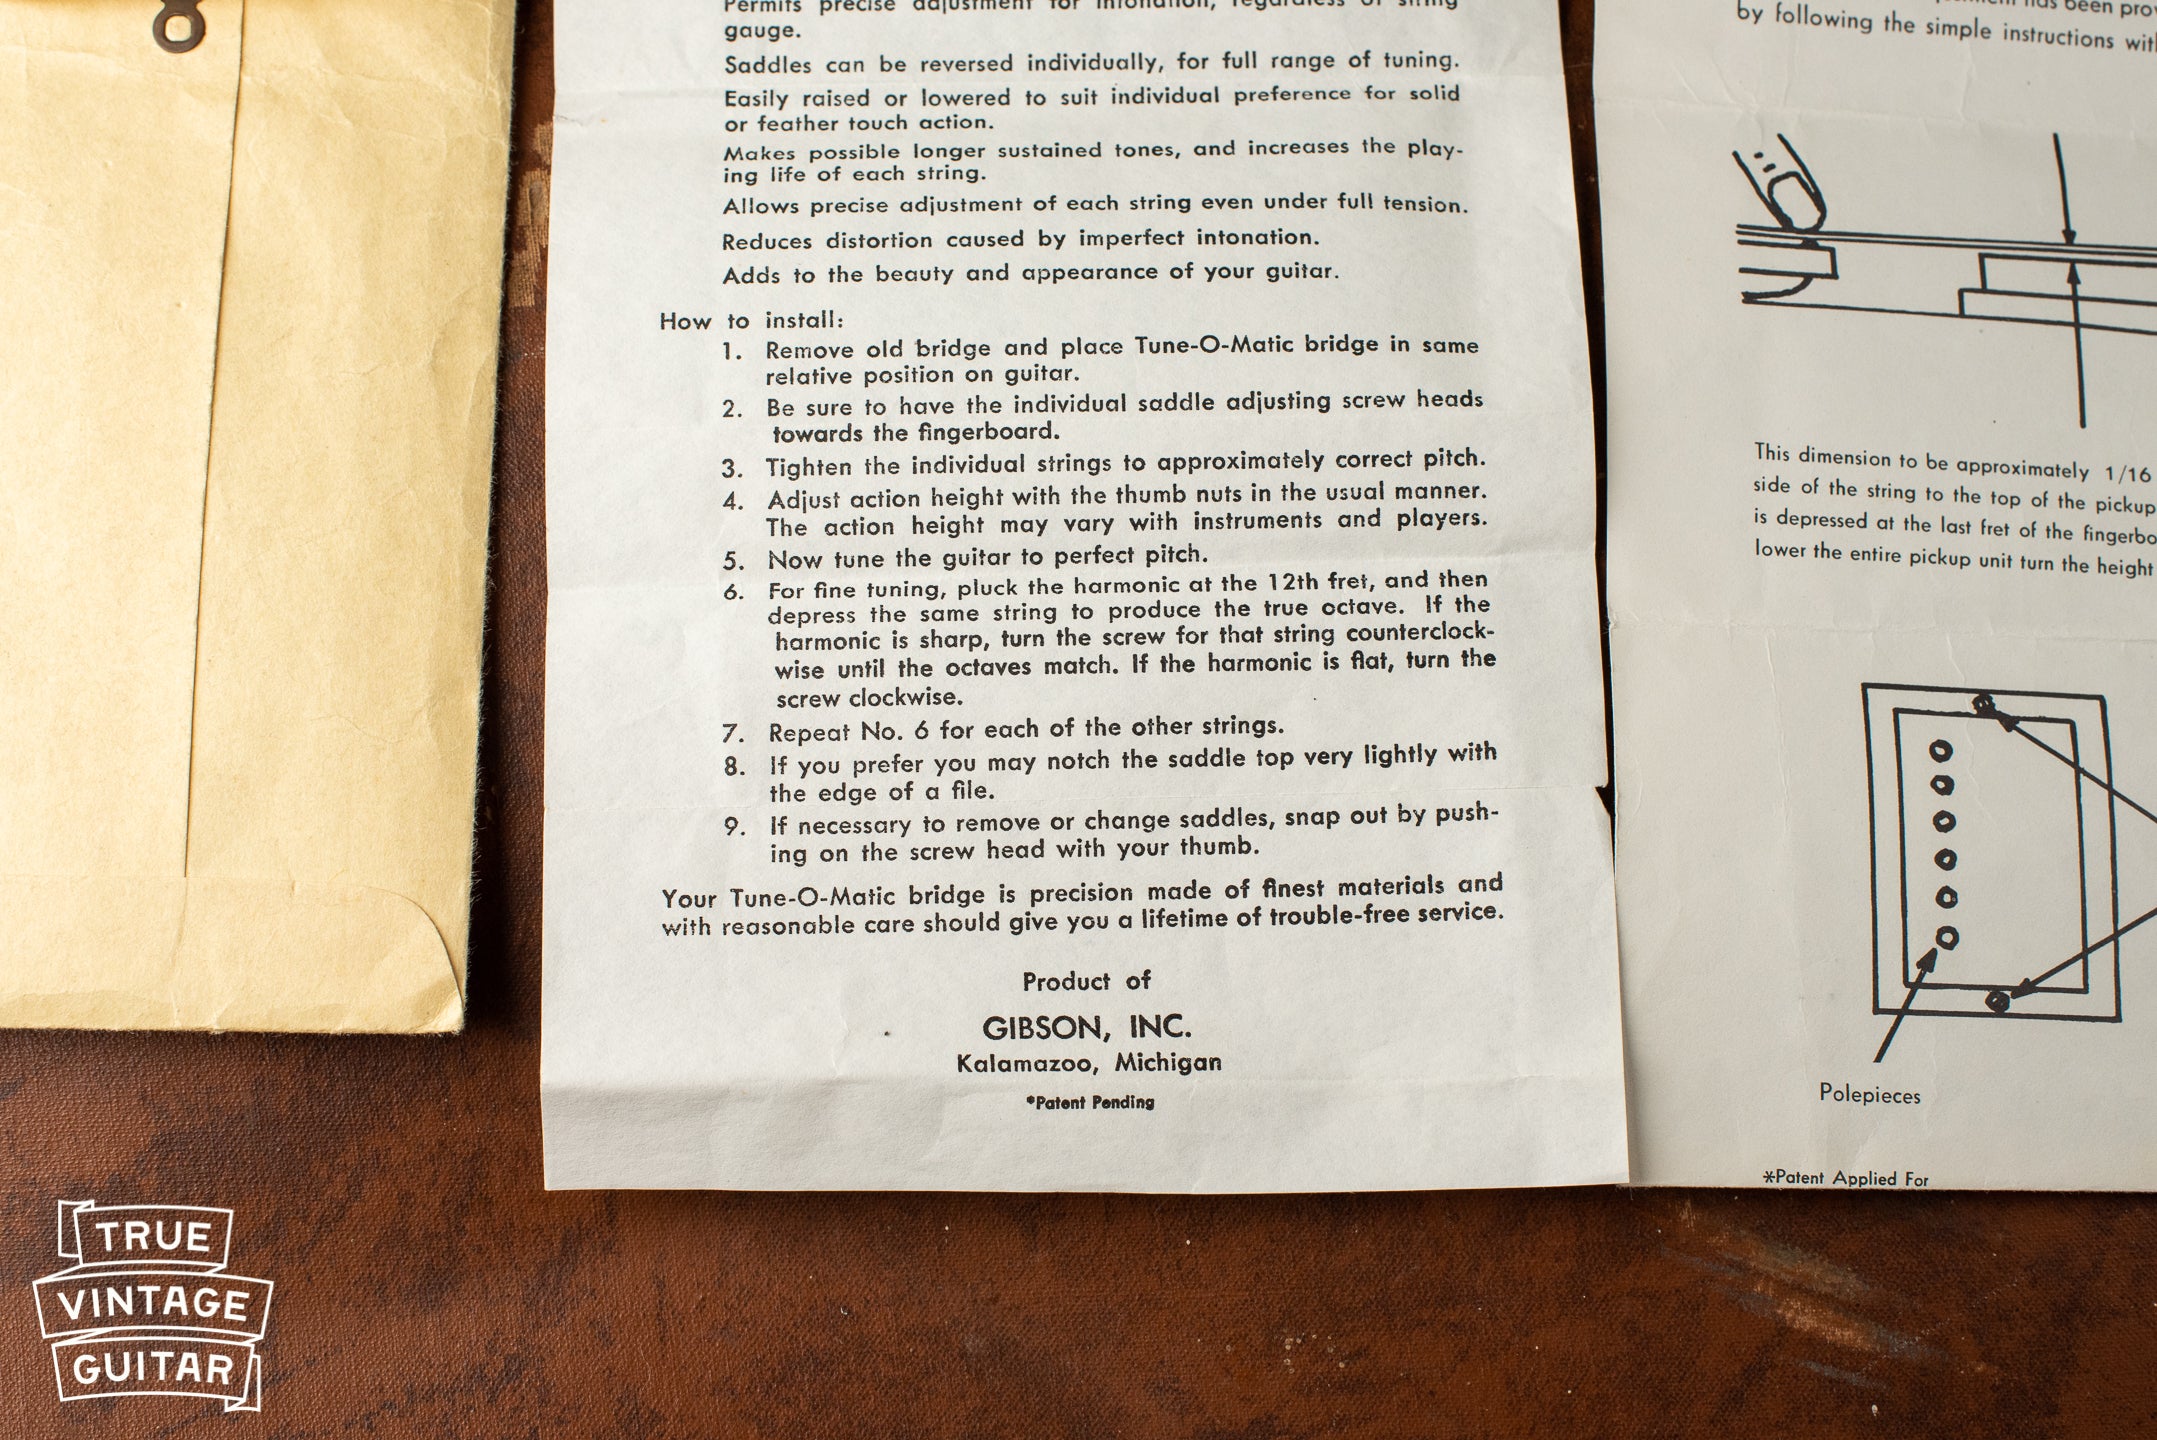 Permits precise adjustment for intonation, regardless of string
gauge.
Saddles can be reversed individually, for full range of tuning.
Easily raised or lowered to suit individual preference for solid
or feather touch action.
Makes possible longer sustained tones, and increases the play-
ing life of each string.
Allows precise adjustment of each string even under full tension.
Reduces distortion caused by imperfect intonation.
Adds to the beauty and appearance of your guitar.
How to install:
1. Remove old bridge and place Tune-O-Matic bridge in same
relative position on guitar.
2. Be sure to have the individual saddle adjusting screw heads
towards the fingerboard.
3. Tighten the individual strings to approximately correct pitch.
4. Adjust action height with the thumb nuts in the usual manner.
The action height may vary with instruments and players.
5. Now tune the guitar to perfect pitch.
6. For fine tuning, pluck the harmonic at the 12th fret, and then
depress the same string to produce the true octave. If the
harmonic is sharp, turn the screw for that string counterclock-
wise until the octaves match. If the harmonic is flat, turn the
screw clockwise.
7. Repeat No. 6 for each of the other strings.
8. If you prefer you may notch the saddle top very lightly with
the edge of a file.
9. If necessary to remove or change saddles, snap out by push-
ing on the screw head with your thumb.
Your Tune-O-Matic bridge is precision made of finest materials and
with reasonable care should give you a lifetime of trouble-free service.
Product of
GIBSON, INC.
Kalamazoo, Michigan
*Patent Pending
has been
by following the simple instructions
This dimension to be approximately 1/16
side of the string to the top of the pickup
is depressed at the last fret of the
lower the entire pickup unit turn the height
Polepieces
*Patent Applied For
TRUE
VINTAGE
GUITAR